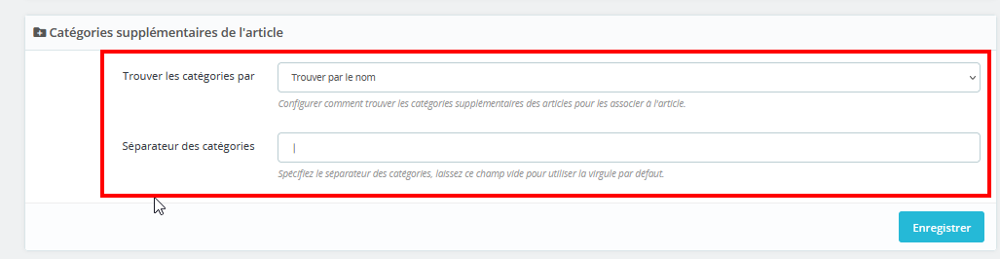 Catégories supplémentaires de l'article
Trouver les catégories par
Trouver par le nom
Configurer comment trouver les catégories supplémentaires des articles pour les associer à l'article.
Séparateur des catégories
|
Spécifiez le séparateur des catégories, laissez ce champ vide pour utiliser la virgule par défaut.
Enregistrer